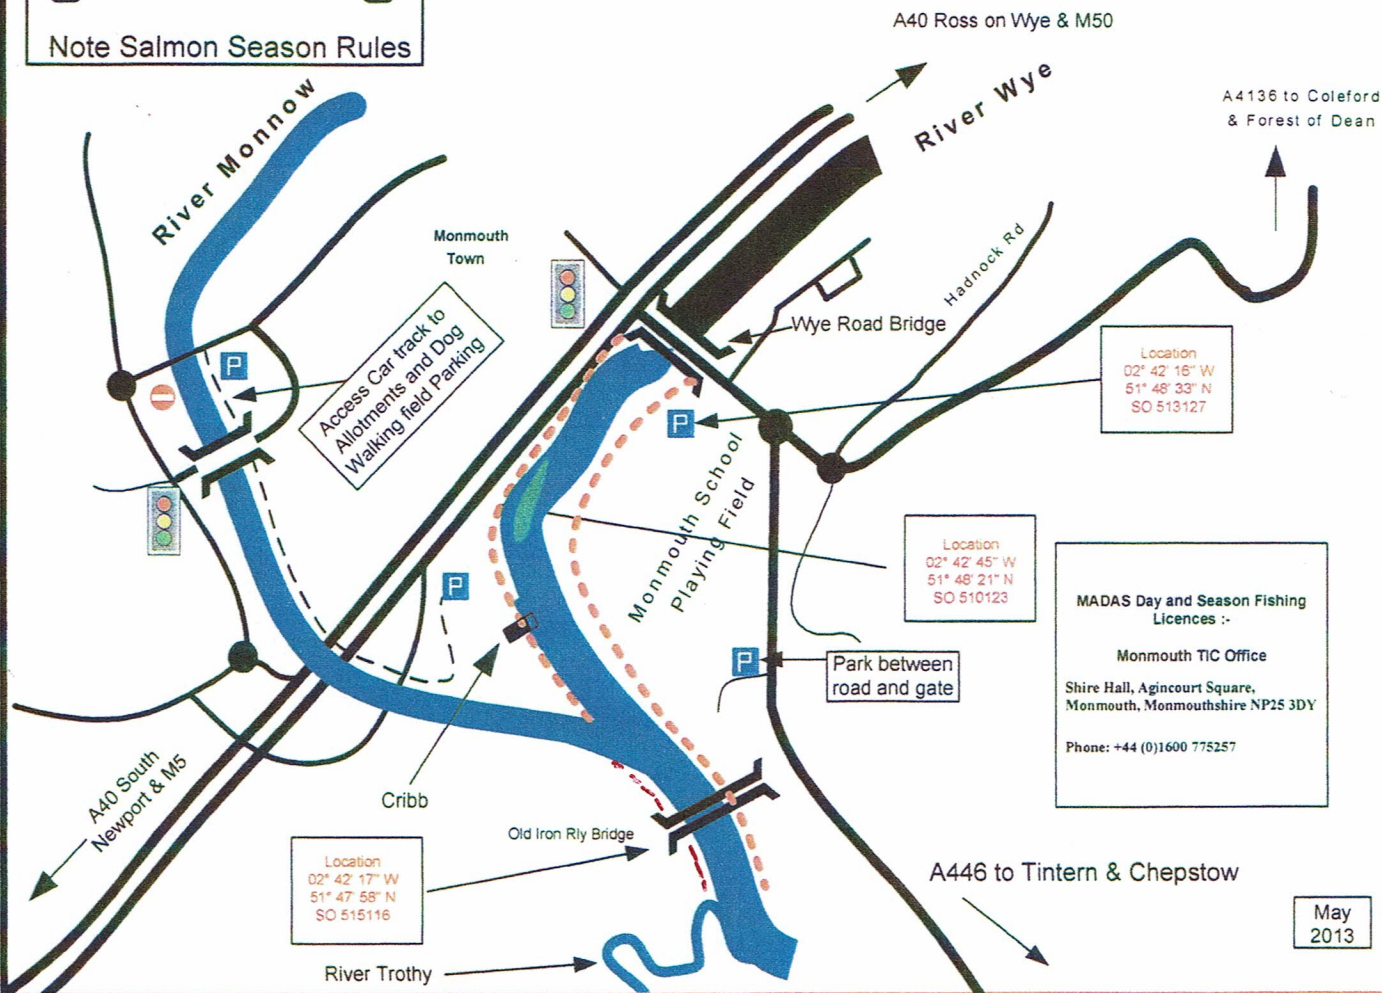 Note Salmon Season Rules
A40 Ross on Wye & M50
River Wye
A4136 to Coleford
& Forest of Dean
River Monnow
Monmouth
Town
P
Access Car track to
Allotments and Dog
Walking field Parking
Hadnock Rd
Wye Road Bridge
Location
02° 42' 16" W
51° 48' 33" N
SO 513127
P
Monmouth School
Playing Field
Location
02° 42' 45" W
51° 48' 21" N
SO 510123
P
MADAS Day and Season Fishing
Licences :-
Monmouth TIC Office
Shire Hall, Agincourt Square,
Monmouth, Monmouthshire NP25 3DY
Phone: +44 (0)1600 775257
P
Park between
road and gate
A40 South
Newport & M5
Cribb
Old Iron Rly Bridge
Location
02° 42' 17" W
51° 47' 58" N
SO 515116
A446 to Tintern & Chepstow
May
2013
River Trothy